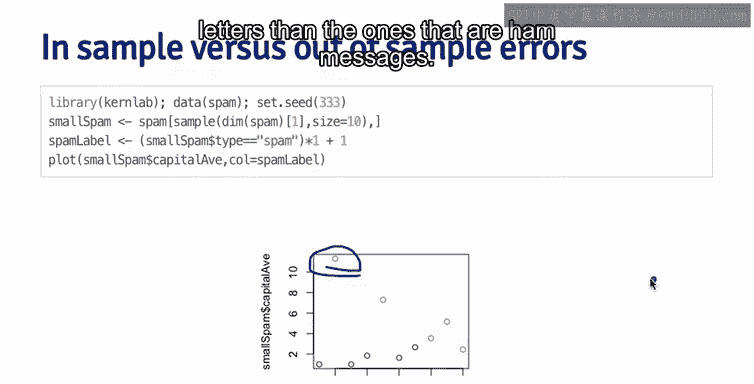 letters than the ones that are ham
messages.
In sample versus out of sample errors
library(kernlab); data(spam); set.seed(333)
smallSpam <- spam[sample(dim(spam)[1],size=10),]
spamLabel <- (smallSpam$type=="spam")*1 + 1
plot(smallSpam$capitalAve,col=spamLabel)
smallSpam$capitalAve
10
8
6
4
2